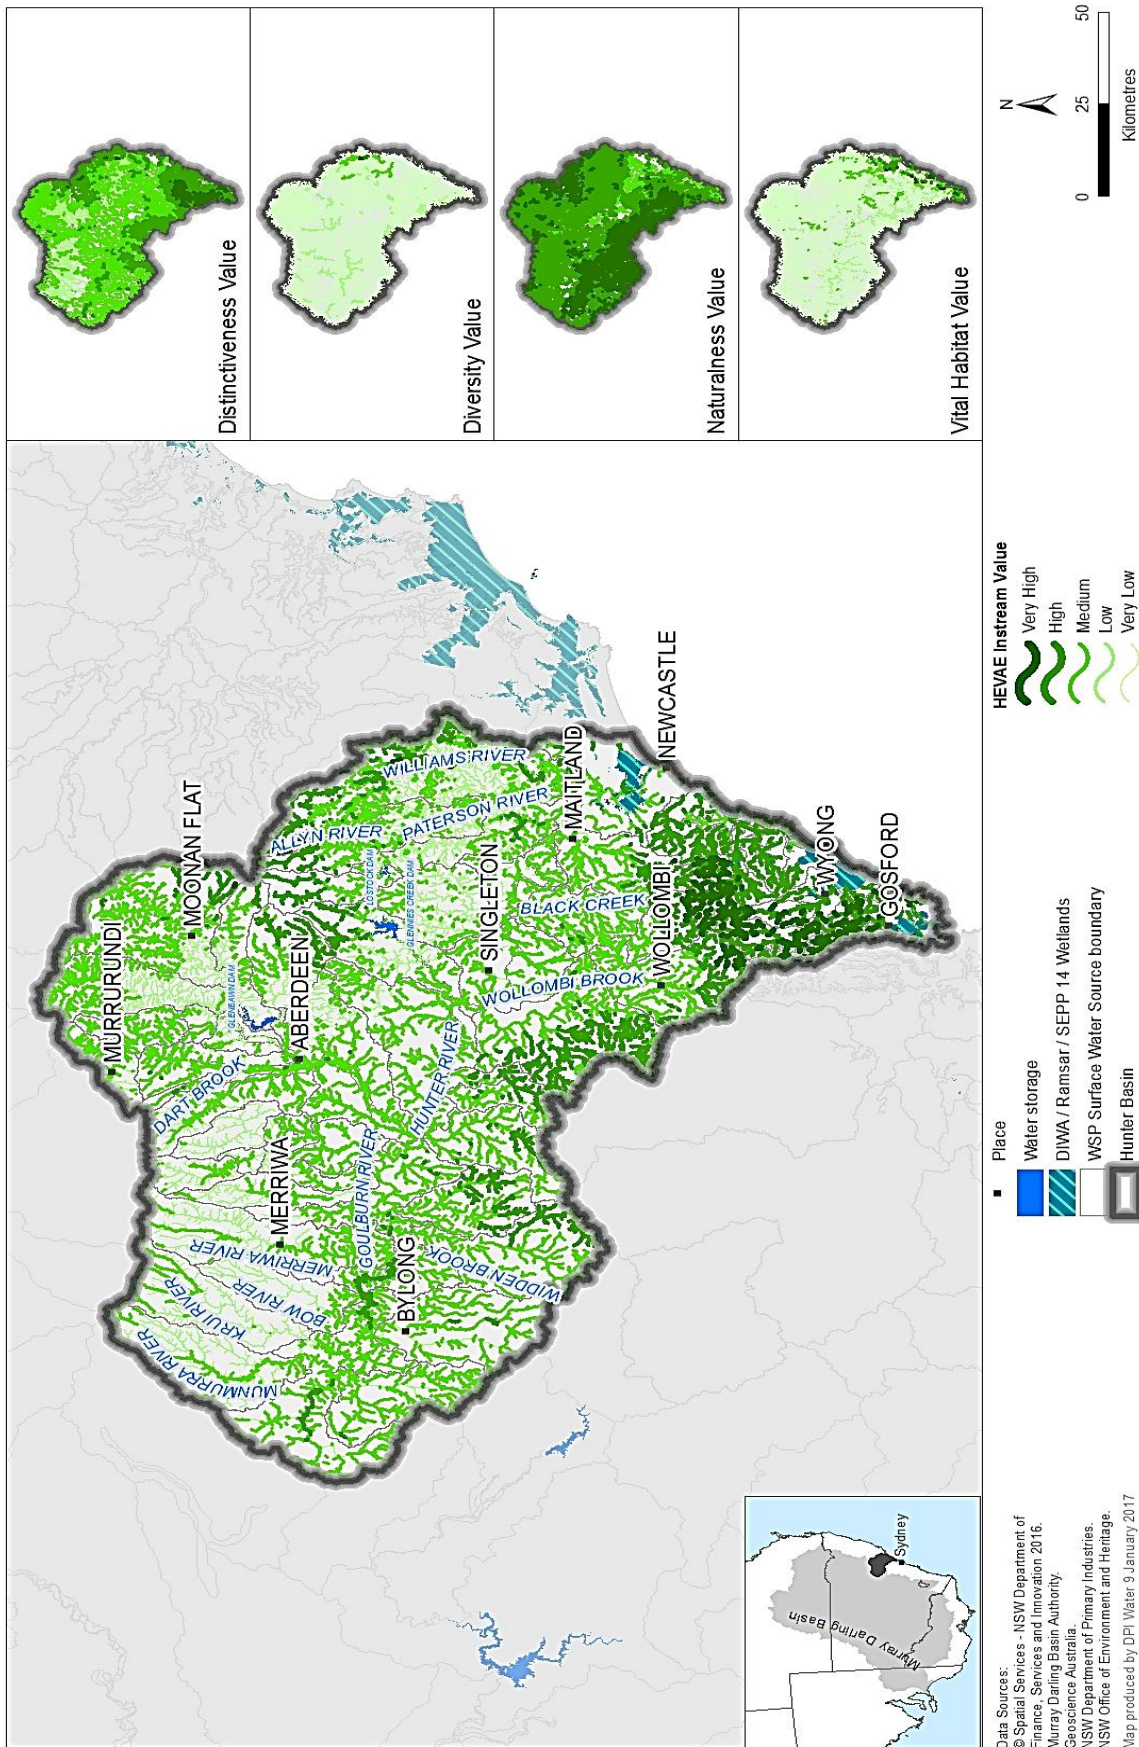 MURRURUNDI
MOONAN FLAT
DART BROOK
GLENBAWN DAM
ABERDEEN
ALLYN RIVER
WILLIAMS RIVER
LOSTOCK DAM
PATERSON RIVER
GLENNIES CREEK DAM
MUNMURRA RIVER
KRUI RIVER
BOW RIVER
MERRIWA RIVER
MERRIWA
GOULBURN RIVER
HUNTER RIVER
SINGLETON
MAITLAND
BYLONG
WIDDEN BROOK
WOLLOMBI BROOK
BLACK CREEK
WOLLOMBI
NEWCASTLE
WYONG
GOSFORD
Murray Darling Basin
Sydney
Distinctiveness Value
Diversity Value
Naturalness Value
Vital Habitat Value
Data Sources:
© Spatial Services - NSW Department of
Finance, Services and Innovation 2016.
Murray Darling Basin Authority.
Geoscience Australia.
NSW Department of Primary Industries.
NSW Office of Environment and Heritage.
Map produced by DPI Water 9 January 2017
Place
Water storage
DIWA / Ramsar / SEPP 14 Wetlands
WSP Surface Water Source boundary
Hunter Basin
HEVAE Instream Value
Very High
High
Medium
Low
Very Low
N
0 25 50
Kilometres